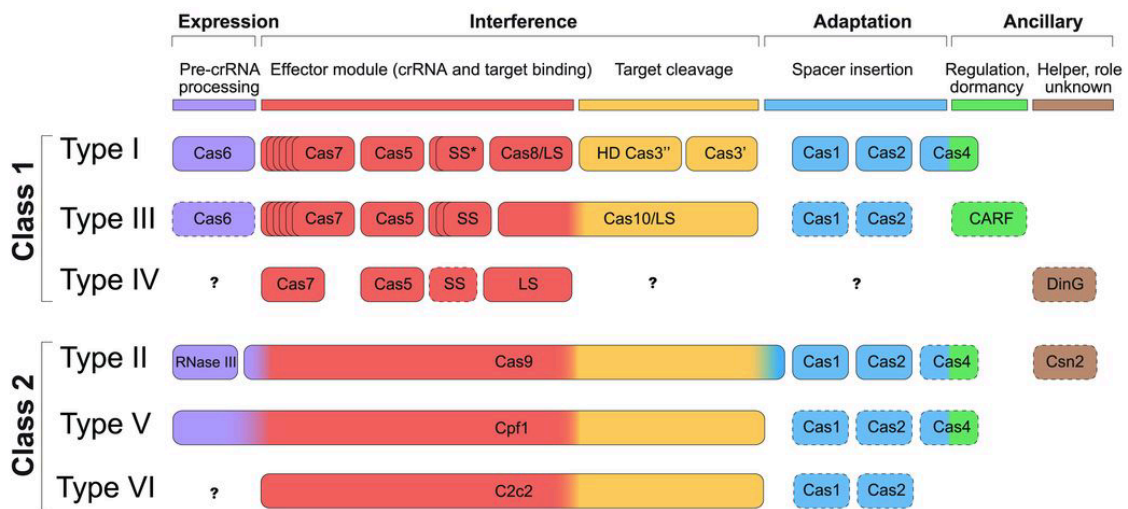 Expression Interference Adaptation Ancillary
Pre-crRNA processing Effector module (crRNA and target binding) Target cleavage Spacer insertion Regulation, dormancy Helper, role unknown
Class 1
Type I Cas6 Cas7 Cas5 SS* Cas8/LS HD Cas3'' Cas3' Cas1 Cas2 Cas4
Type III Cas6 Cas7 Cas5 SS Cas10/LS Cas1 Cas2 CARF
Type IV ? Cas7 Cas5 SS LS ? ? DinG
Class 2
Type II RNase III Cas9 Cas1 Cas2 Cas4 Csn2
Type V Cpf1 Cas1 Cas2 Cas4
Type VI ? C2c2 Cas1 Cas2